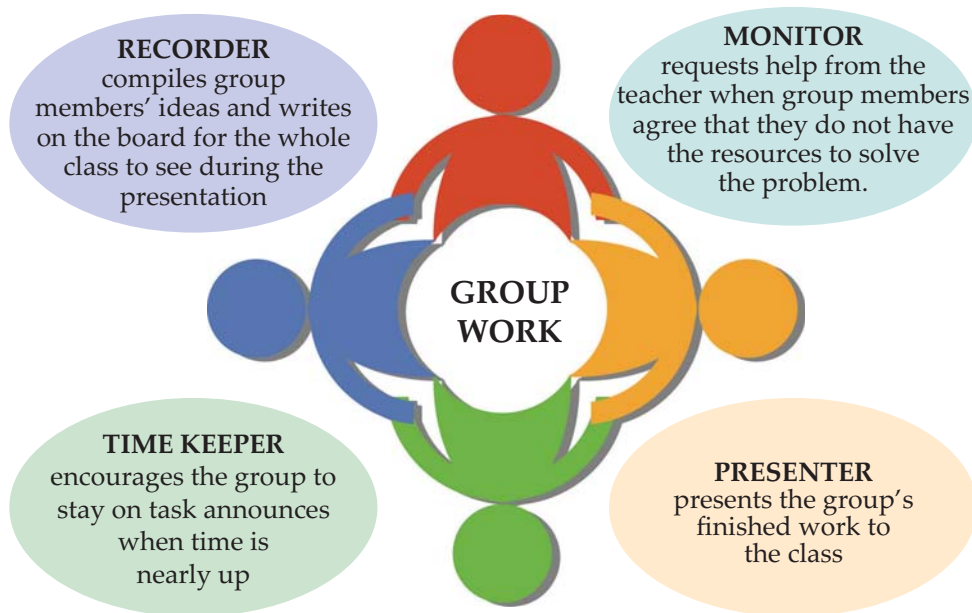 RECORDER
compiles group
members’ ideas and writes
on the board for the whole
class to see during the
presentation
MONITOR
requests help from the
teacher when group members
agree that they do not have
the resources to solve
the problem.
GROUP
WORK
TIME KEEPER
encourages the group to
stay on task announces
when time is
nearly up
PRESENTER
presents the group’s
finished work to
the class